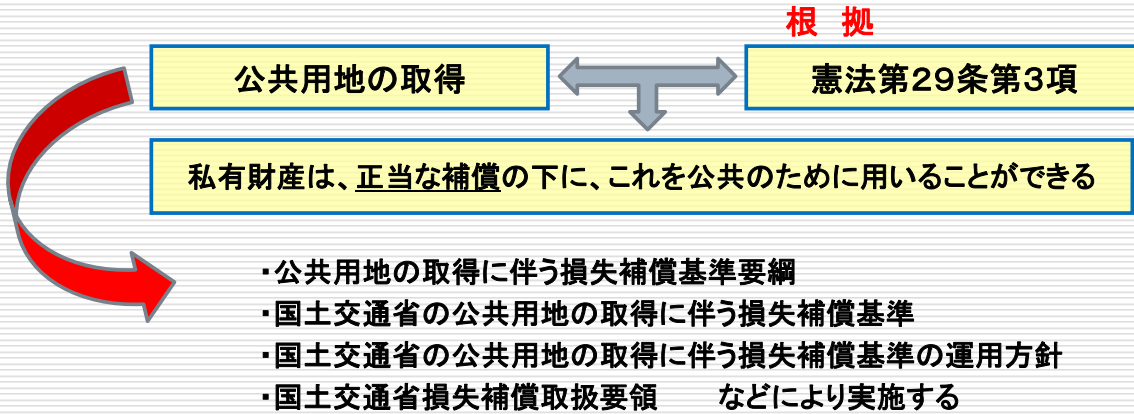 根 拠
公共用地の取得
憲法第29条第3項
私有財産は、正当な補償の下に、これを公共のために用いることができる
・公共用地の取得に伴う損失補償基準要綱
・国土交通省の公共用地の取得に伴う損失補償基準
・国土交通省の公共用地の取得に伴う損失補償基準の運用方針
・国土交通省損失補償取扱要領　　などにより実施する